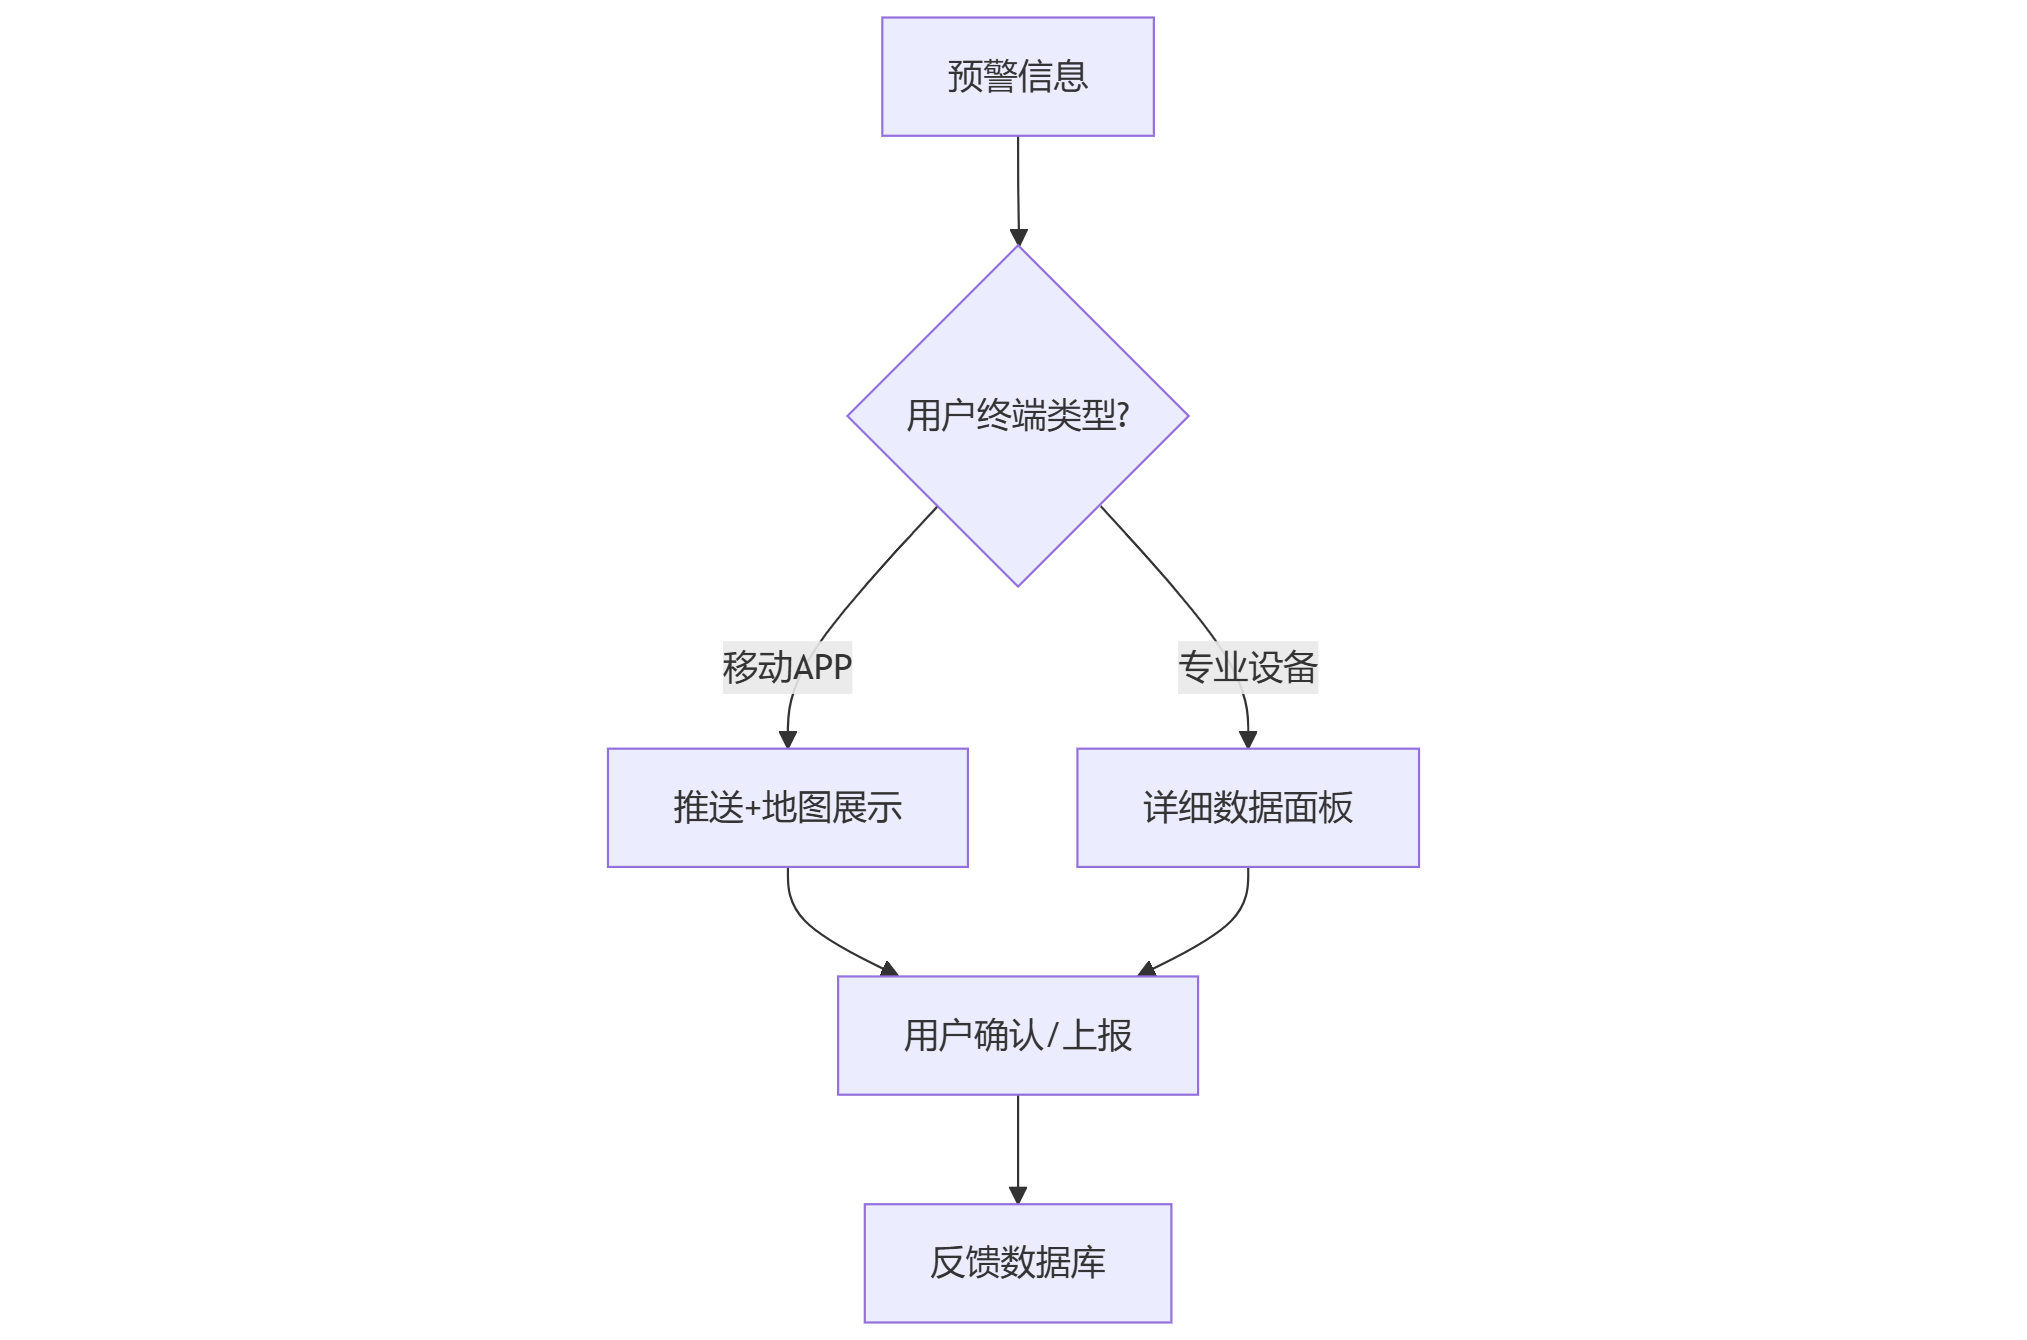 预警信息
用户终端类型?
移动APP
专业设备
推送+地图展示
详细数据面板
用户确认/上报
反馈数据库